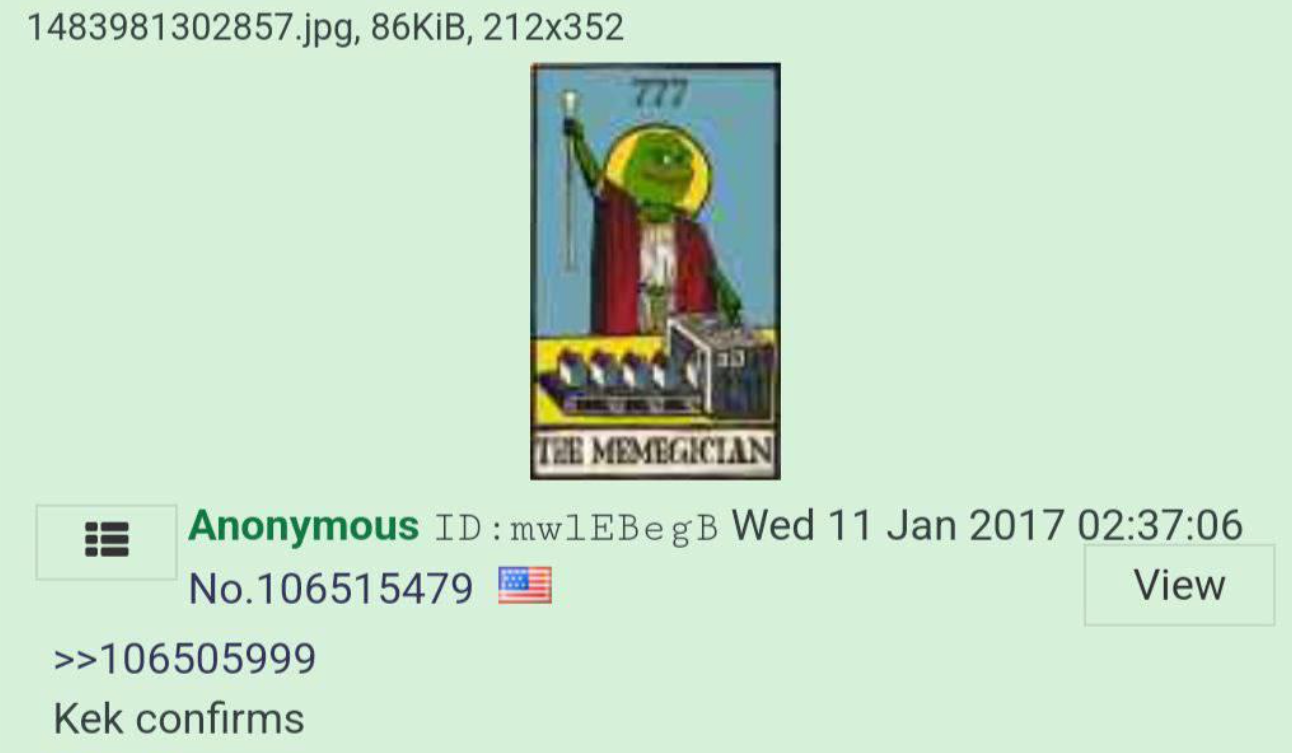 1483981302857.jpg, 86KiB, 212x352
777
33
THE MEMEGICIAN
Anonymous ID:mwlEBegB Wed 11 Jan 2017 02:37:06
No.106515479
View
>>106505999
Kek confirms